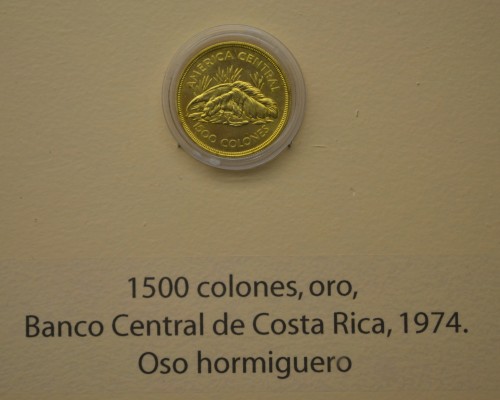 AMERICA CENTRAL
1500 COLONES
1500 colones, oro,
Banco Central de Costa Rica, 1974.
Oso hormiguero